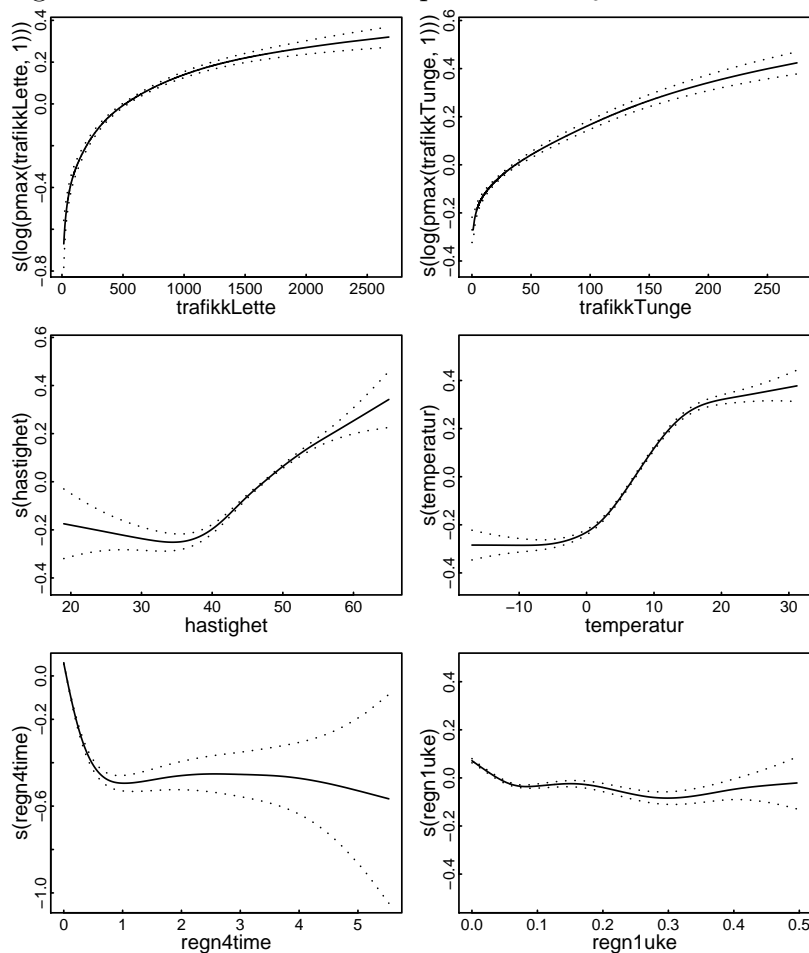 s(log(pmax(trafikkLette, 1)))
−0.8 −0.4 0.0 0.2 0.4
0 500 1000 1500 2000 2500
trafikkLette
s(log(pmax(trafikkTunge, 1)))
−0.4 −0.2 0.0 0.2 0.4 0.6
0 50 100 150 200 250
trafikkTunge
s(hastighet)
−0.4 −0.2 0.0 0.2 0.4 0.6
20 30 40 50 60
hastighet
s(temperatur)
−0.4 −0.2 0.0 0.2 0.4
−10 0 10 20 30
temperatur
s(regn4time)
−1.0 −0.6 −0.2 0.0
0 1 2 3 4 5
regn4time
s(regn1uke)
−0.4 −0.2 0.0 0.2 0.4
0.0 0.1 0.2 0.3 0.4 0.5
regn1uke